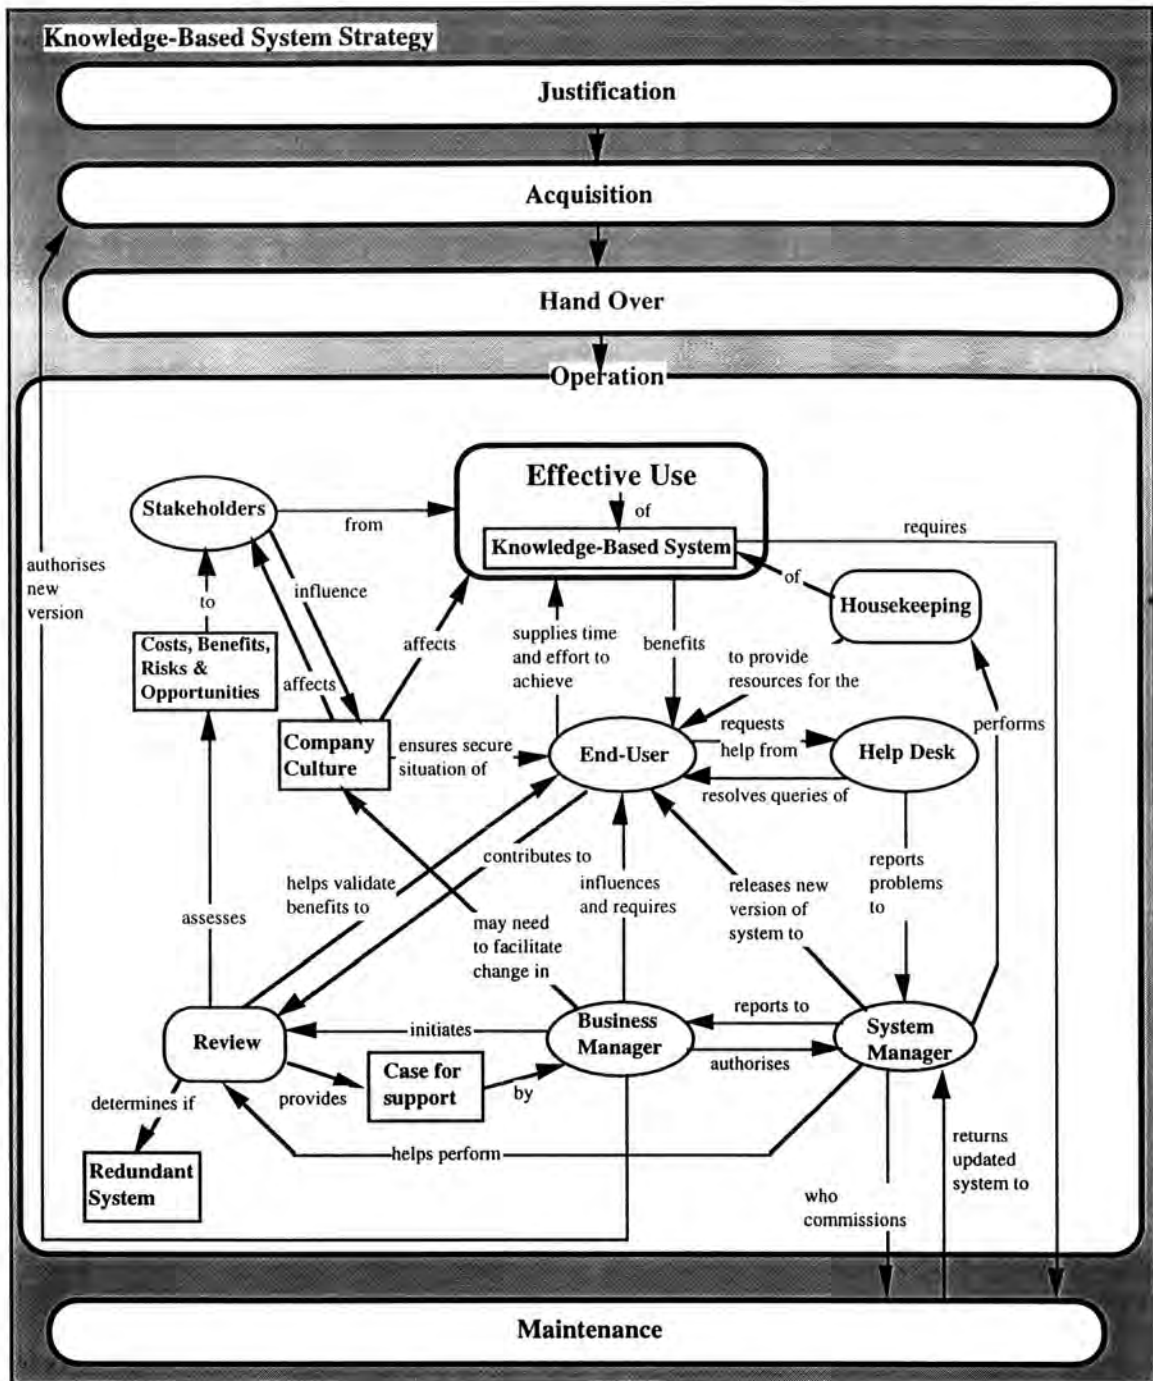 Knowledge-Based System Strategy
Justification
Acquisition
Hand Over
Operation
Effective Use
of
Knowledge-Based System
Stakeholders
from
requires
authorises
new
version
to
influence
of
Housekeeping
Costs, Benefits,
Risks &
Opportunities
affects
affects
supplies time
and effort to
achieve
benefits
to provide
resources for the
performs
Company
Culture
ensures secure
situation of
End-User
requests
help from
Help Desk
resolves queries of
helps validate
benefits to
contributes to
influences
and requires
releases new
version of
system to
reports
problems
to
assesses
may need
to facilitate
change in
Review
initiates
Business
Manager
reports to
authorises
System
Manager
determines if
provides
Case for
support
by
helps perform
returns
updated
system to
Redundant
System
who
commissions
Maintenance